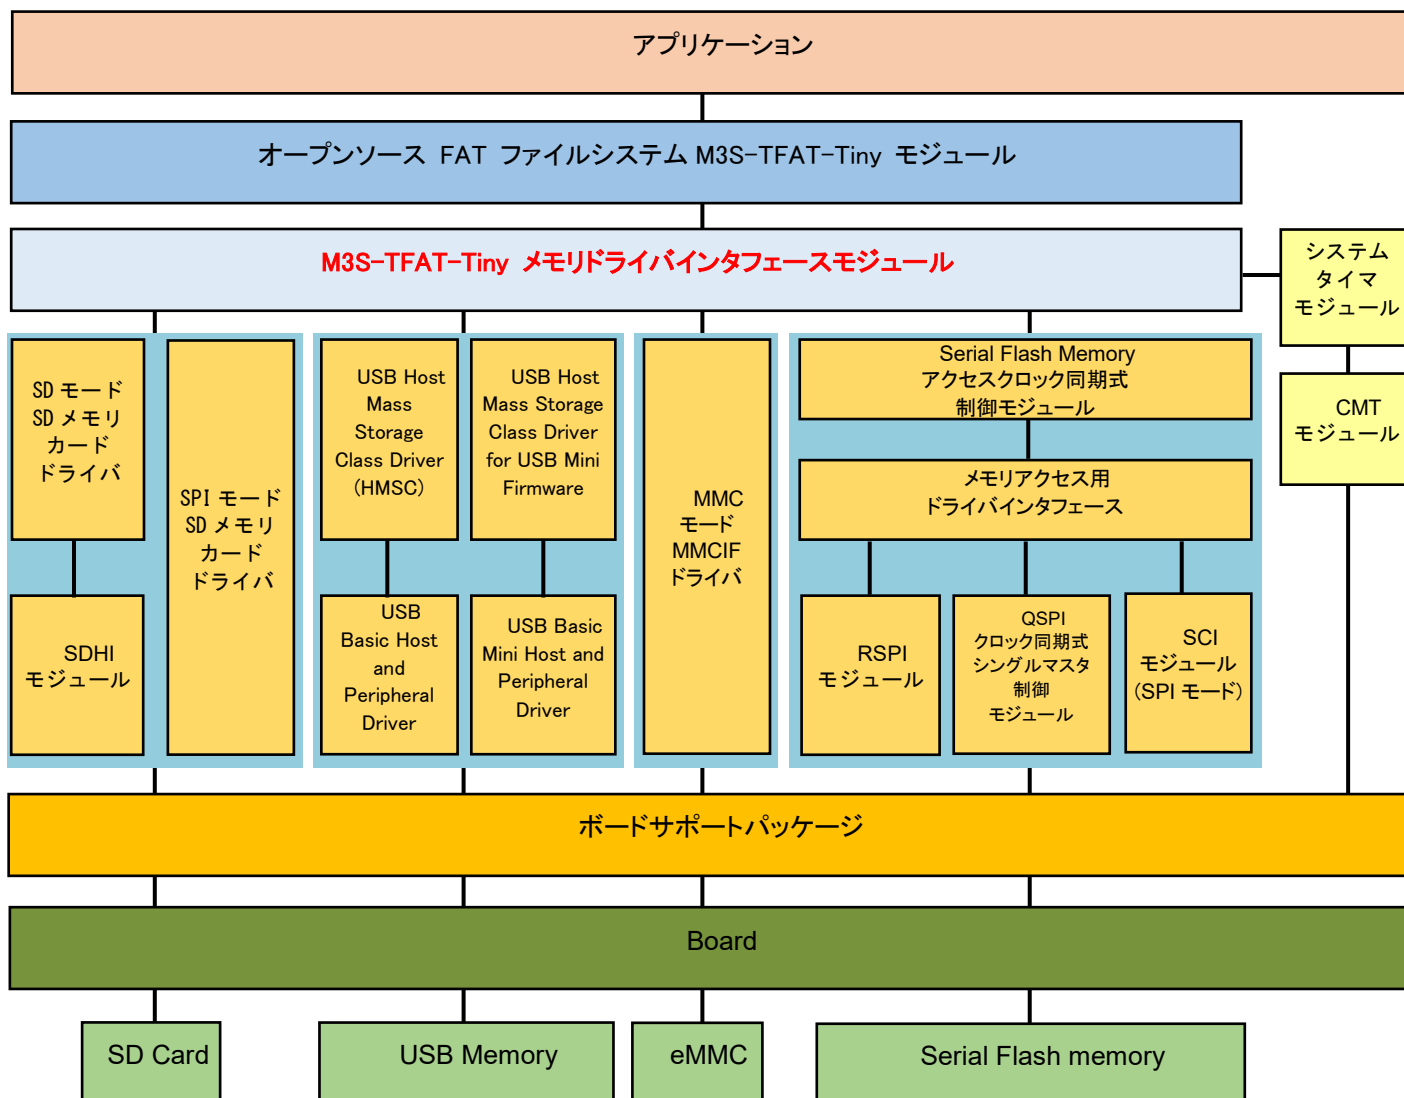 アプリケーション
オープンソース FAT ファイルシステム M3S-TFAT-Tiny モジュール
M3S-TFAT-Tiny メモリドライバインタフェースモジュール
システム
タイマ
モジュール
CMT
モジュール
SD モード
SD メモリ
カード
ドライバ
SDHI
モジュール
SPI モード
SD メモリ
カード
ドライバ
USB Host
Mass
Storage
Class Driver
(HMSC)
USB
Basic Host
and
Peripheral
Driver
USB Host
Mass Storage
Class Driver
for USB Mini
Firmware
USB Basic
Mini Host and
Peripheral
Driver
MMC
モード
MMCIF
ドライバ
Serial Flash Memory
アクセスクロック同期式
制御モジュール
メモリアクセス用
ドライバインタフェース
RSPI
モジュール
QSPI
クロック同期式
シングルマスタ
制御
モジュール
SCI
モジュール
(SPI モード)
ボードサポートパッケージ
Board
SD Card
USB Memory
eMMC
Serial Flash memory